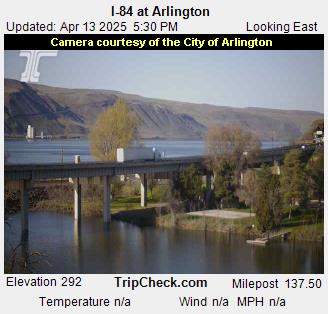 I-84 at Arlington
Updated: Apr 13 2025 5:30 PM Looking East
Camera courtesy of the City of Arlington
Elevation 292 TripCheck.com Milepost 137.50
Temperature n/a Wind n/a MPH n/a